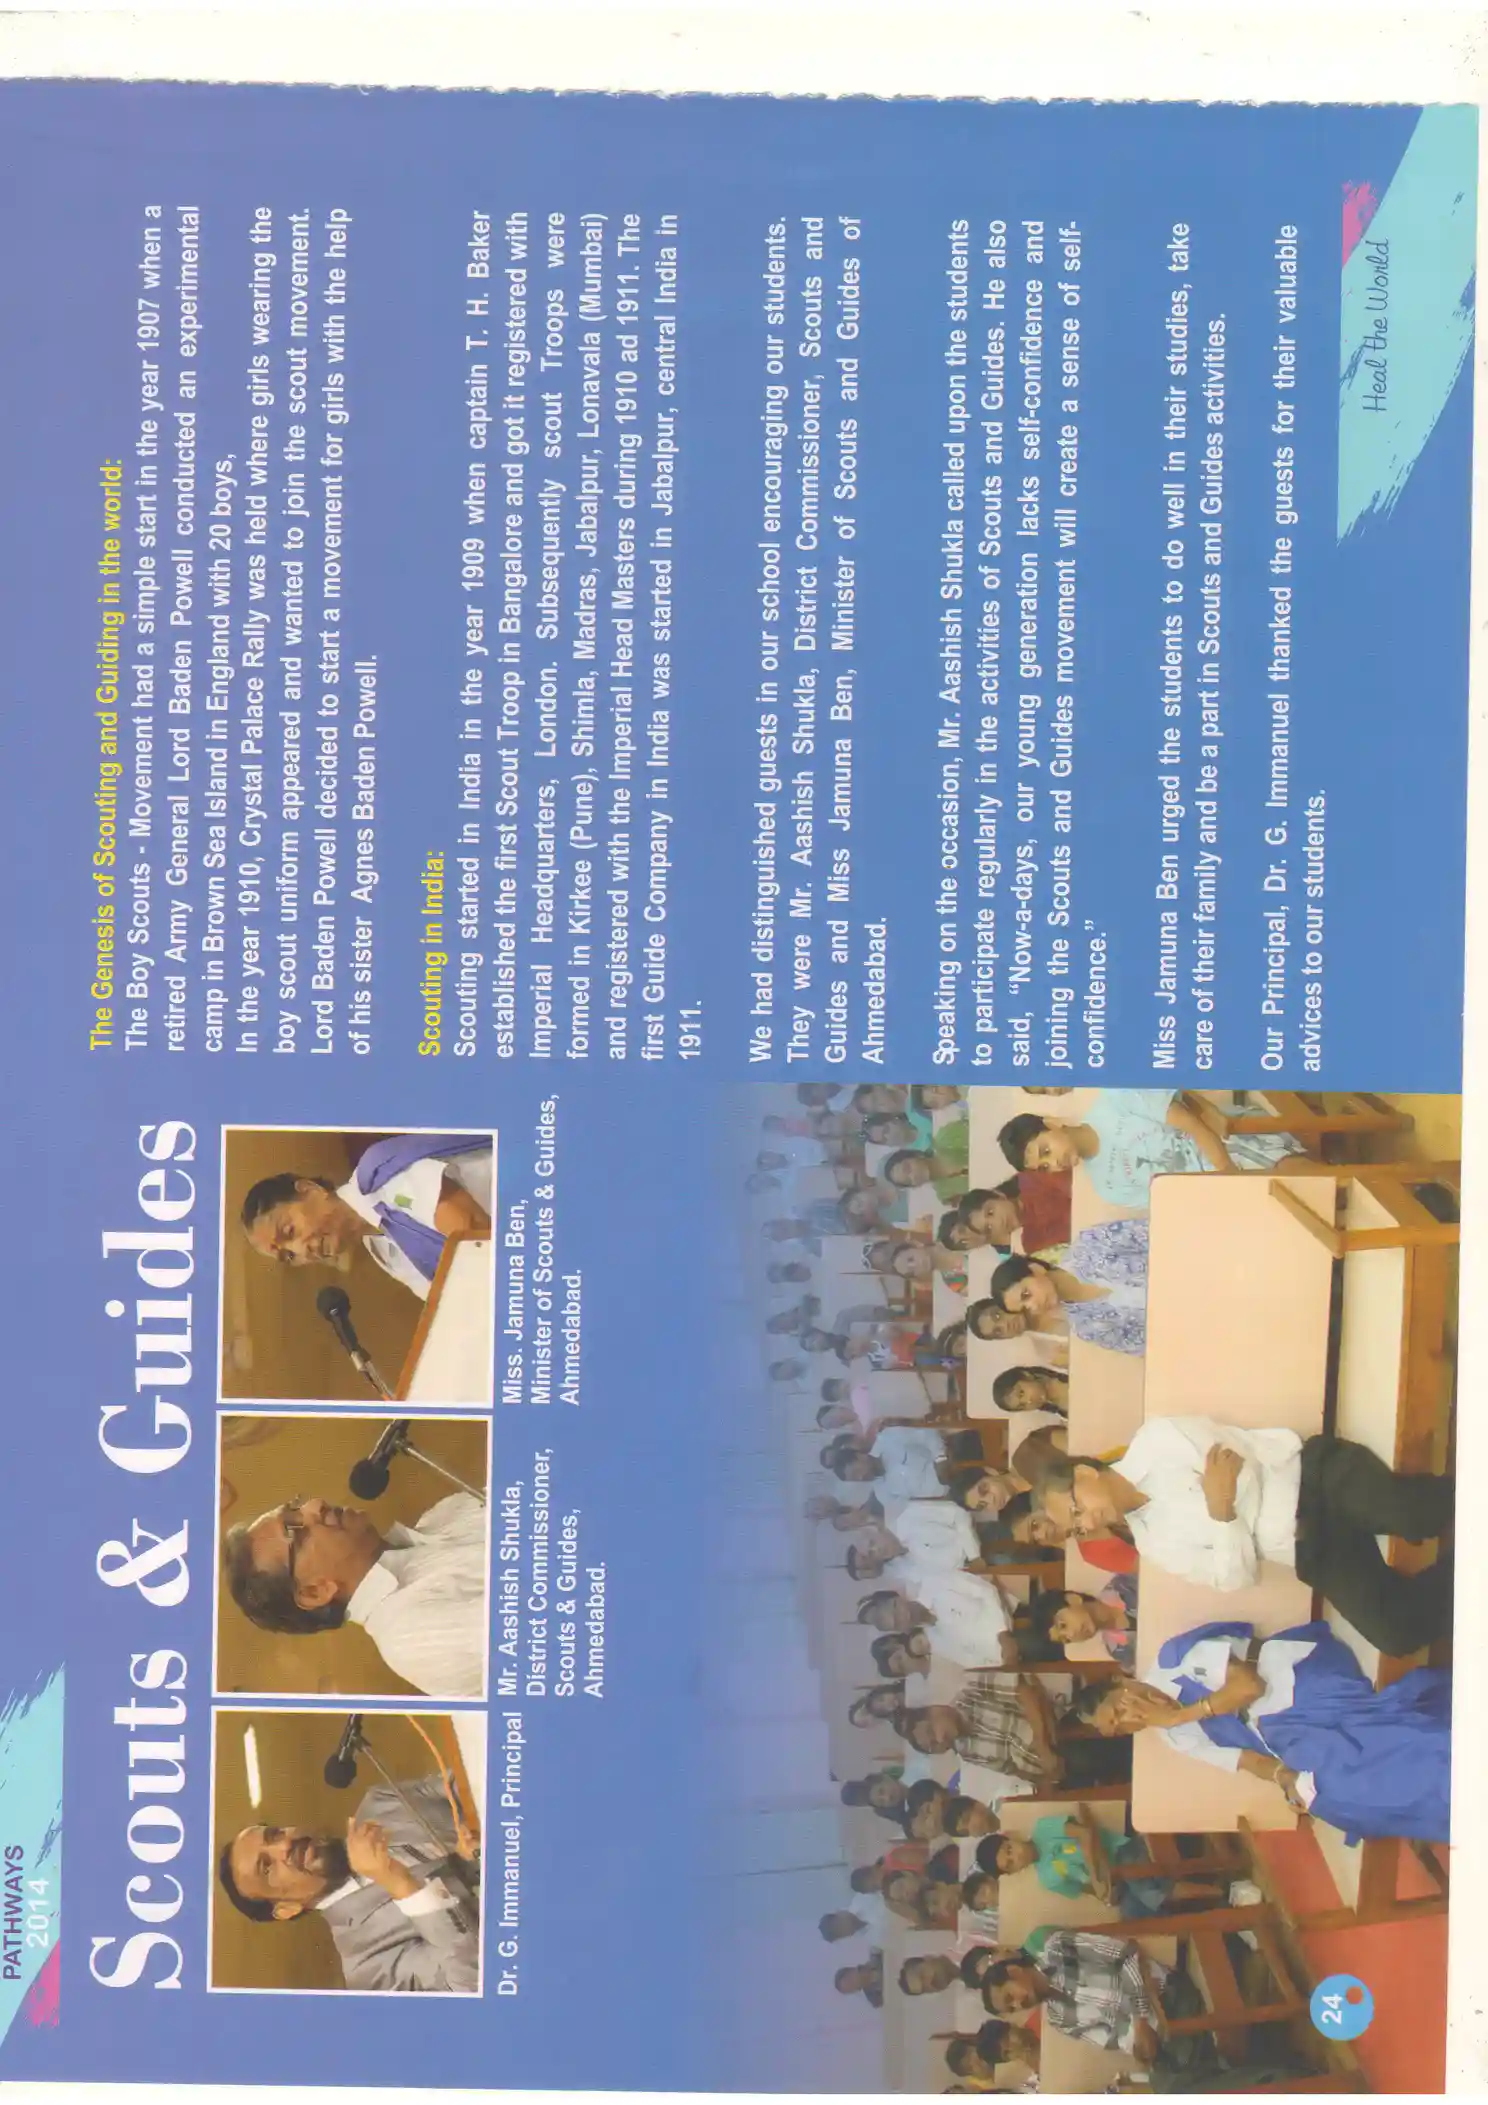 PATHWAYS
2014
Scouts & Guides
Dr. G. Immanuel, Principal
Mr. Aashish Shukla,
District Commissioner,
Scouts & Guides,
Ahmedabad.
Miss. Jamuna Ben,
Minister of Scouts & Guides,
Ahmedabad.
The Genesis of Scouting and Guiding in the world:
The Boy Scouts - Movement had a simple start in the year 1907 when a
retired Army General Lord Baden Powell conducted an experimental
camp in Brown Sea Island in England with 20 boys,
In the year 1910, Crystal Palace Rally was held where girls wearing the
boy scout uniform appeared and wanted to join the scout movement.
Lord Baden Powell decided to start a movement for girls with the help
of his sister Agnes Baden Powell.
Scouting in India:
Scouting started in India in the year 1909 when captain T. H. Baker
established the first Scout Troop in Bangalore and got it registered with
Imperial Headquarters, London. Subsequently scout Troops were
formed in Kirkee (Pune), Shimla, Madras, Jabalpur, Lonavala (Mumbai)
and registered with the Imperial Head Masters during 1910 ad 1911. The
first Guide Company in India was started in Jabalpur, central India in
1911.
We had distinguished guests in our school encouraging our students.
They were Mr. Aashish Shukla, District Commissioner, Scouts and
Guides and Miss Jamuna Ben, Minister of Scouts and Guides of
Ahmedabad.
Speaking on the occasion, Mr. Aashish Shukla called upon the students
to participate regularly in the activities of Scouts and Guides. He also
said, “Now-a-days, our young generation lacks self-confidence and
joining the Scouts and Guides movement will create a sense of self-
confidence.”
Miss Jamuna Ben urged the students to do well in their studies, take
care of their family and be a part in Scouts and Guides activities.
Our Principal, Dr. G. Immanuel thanked the guests for their valuable
advices to our students.
24
Heal the World